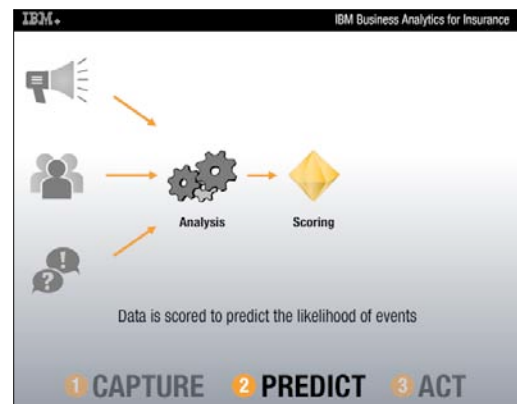 IBM
IBM Business Analytics for Insurance
!
?
Analysis
Scoring
Data is scored to predict the likelihood of events
1 CAPTURE 2 PREDICT 3 ACT